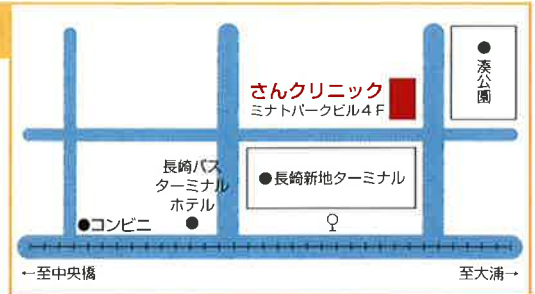 ●
湊公園
さんクリニック
ミナトパークビル4F
長崎バス
ターミナル
ホテル
●
●長崎新地ターミナル
●コンビニ
←至中央橋
至大浦→